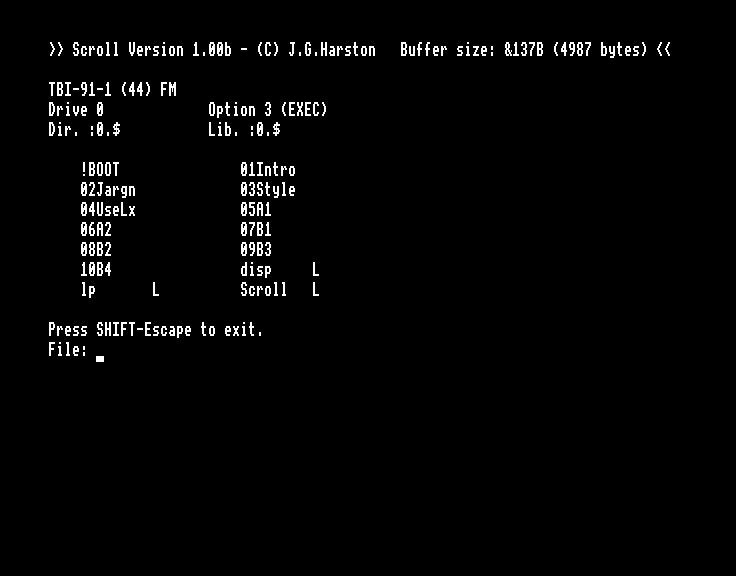 >> Scroll Version 1.00b - (C) J.G.Harston   Buffer size: &137B (4987 bytes) <<
TBI-91-1 (44) FM
Drive 0             Option 3 (EXEC)
Dir. :0.$           Lib. :0.$
!BOOT               01Intro
02Jargn             03Style
04UseLx             05A1
06A2                07B1
08B2                09B3
10B4                disp     L
lp       L          Scroll   L
Press SHIFT-Escape to exit.
File: _